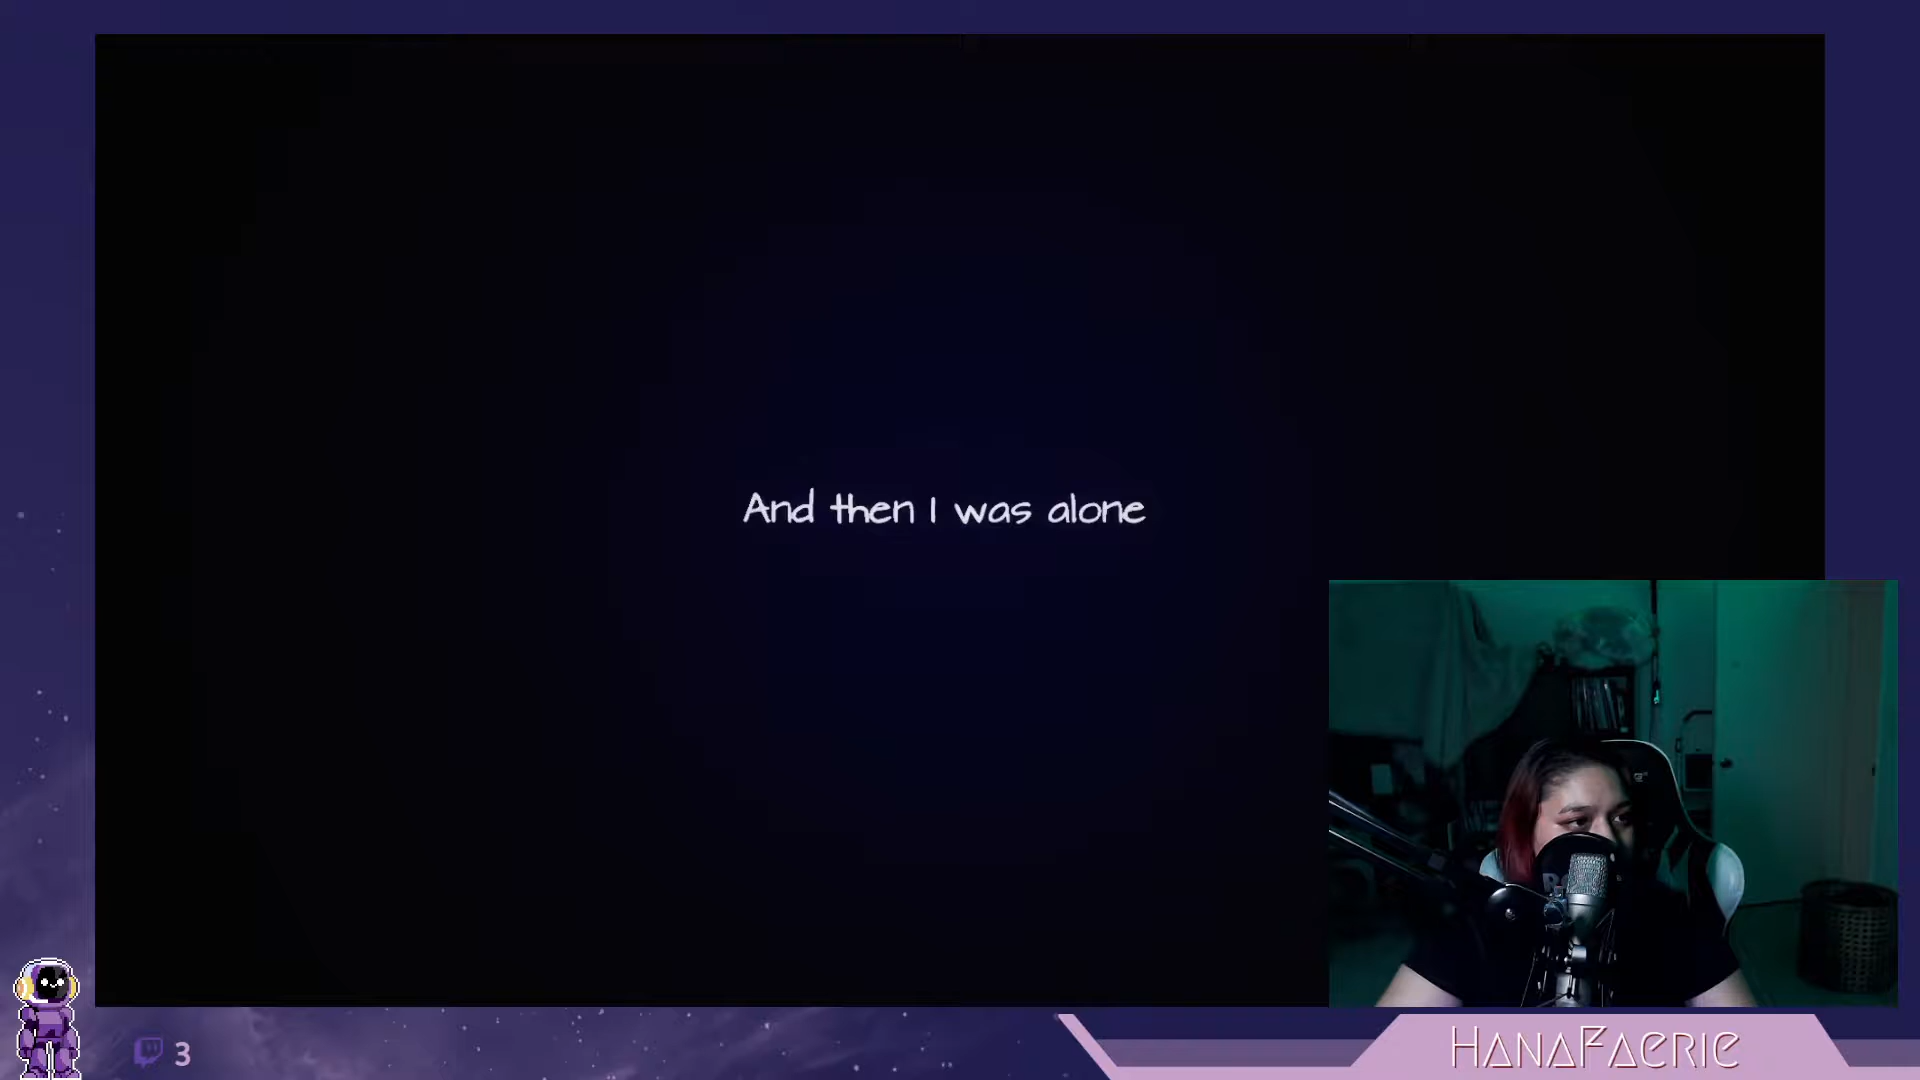 And then I was alone
3
HANAFAERIE